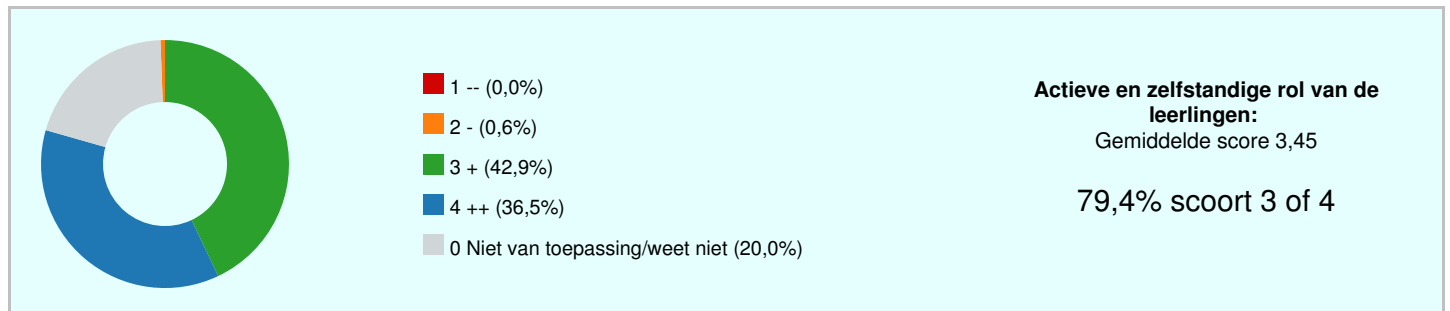 1 -- (0,0%)
2 - (0,6%)
3 + (42,9%)
4 ++ (36,5%)
0 Niet van toepassing/weet niet (20,0%)
Actieve en zelfstandige rol van de
leerlingen:
Gemiddelde score 3,45
79,4% scoort 3 of 4